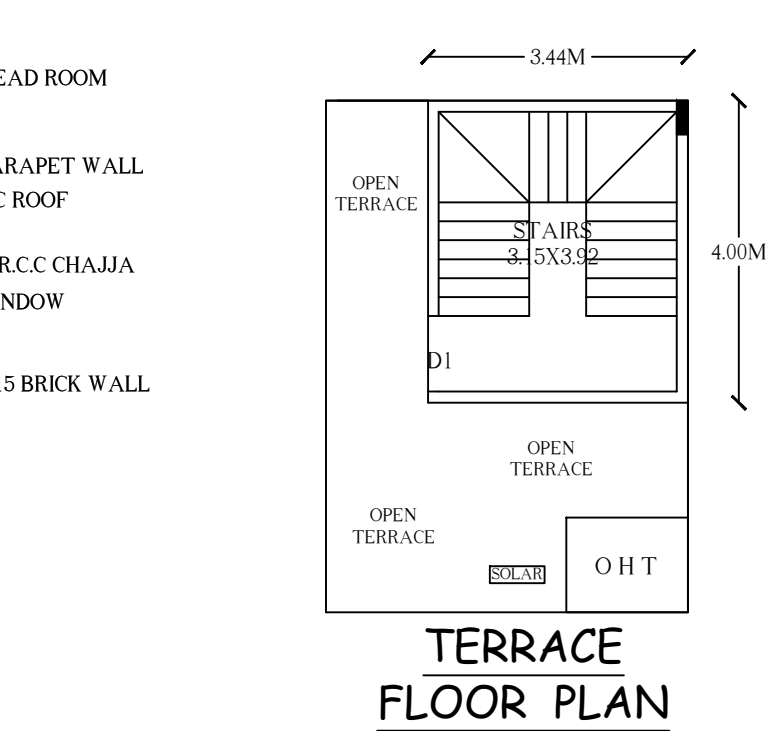 EAD ROOM
ARAPET WALL
C ROOF
R.C.C CHAJJA
NDOW
15 BRICK WALL
3.44M
OPEN
TERRACE
STAIRS
3.15X3.92
4.00M
D1
OPEN
TERRACE
OPEN
TERRACE
SOLAR
O H T
TERRACE
FLOOR PLAN